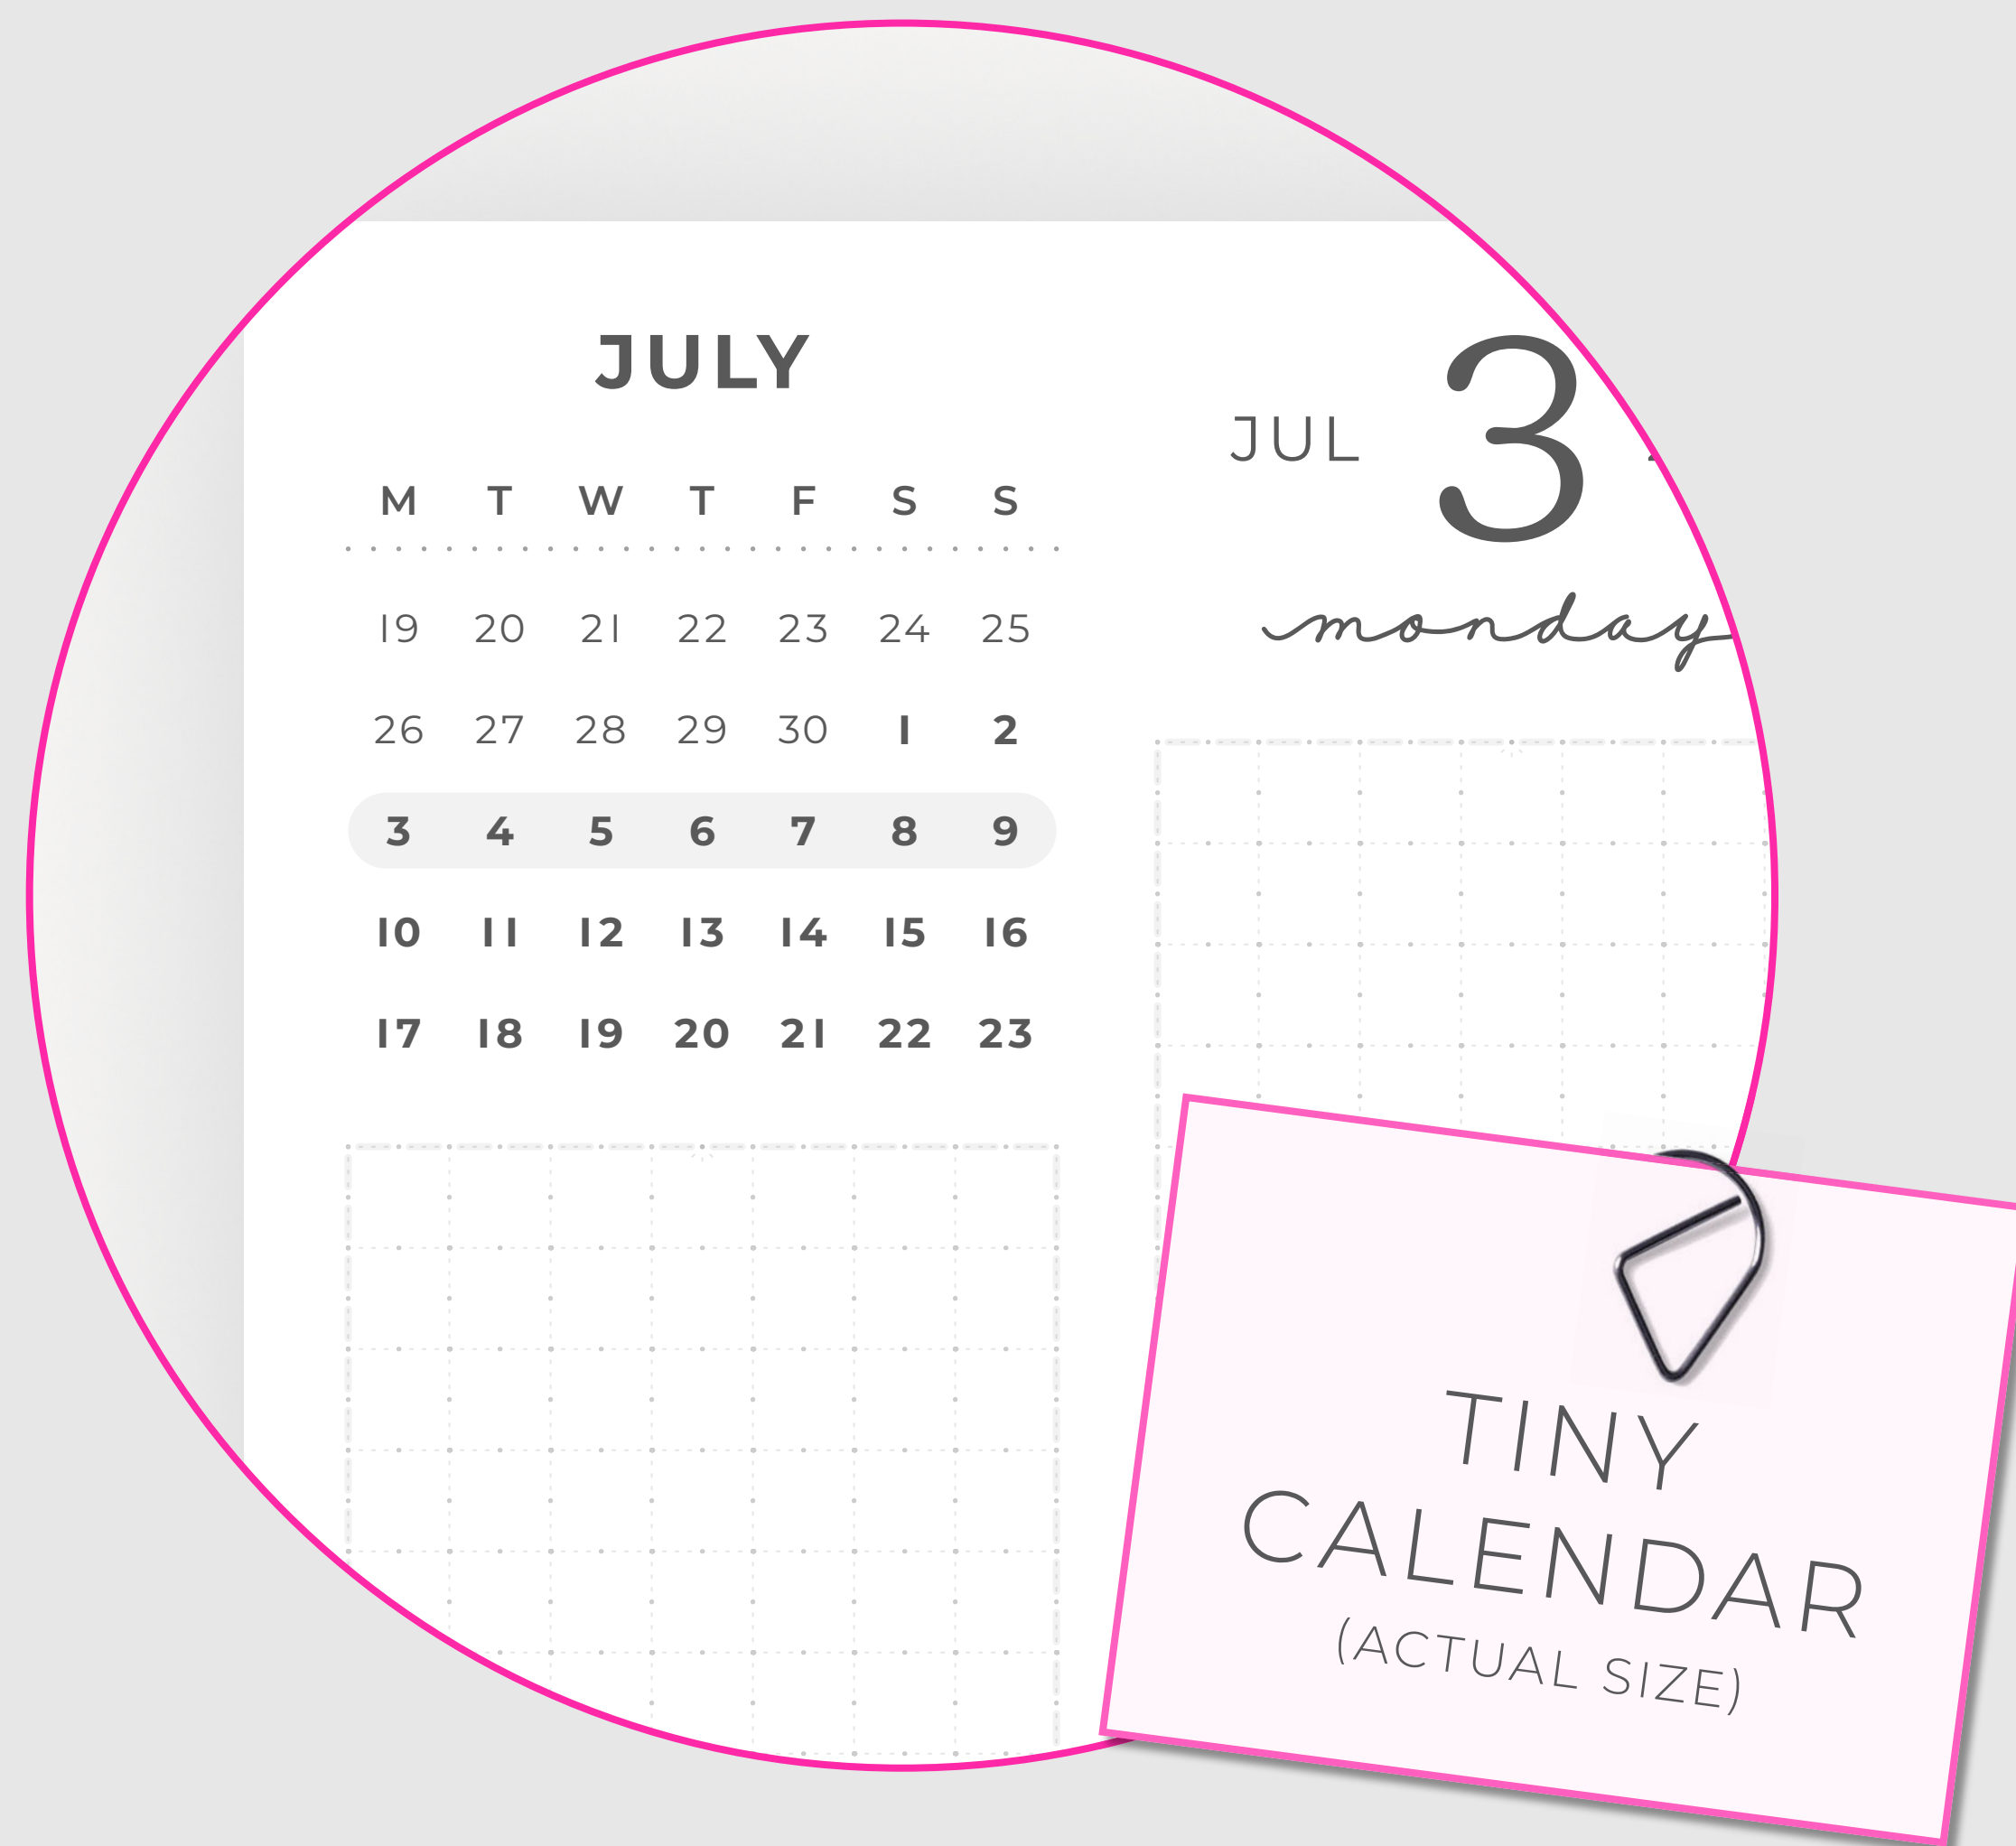 JULY
M T W T F S S
19 20 21 22 23 24 25
26 27 28 29 30 1 2
3 4 5 6 7 8 9
10 11 12 13 14 15 16
17 18 19 20 21 22 23
JUL 3
monday
TINY
CALENDAR
(ACTUAL SIZE)